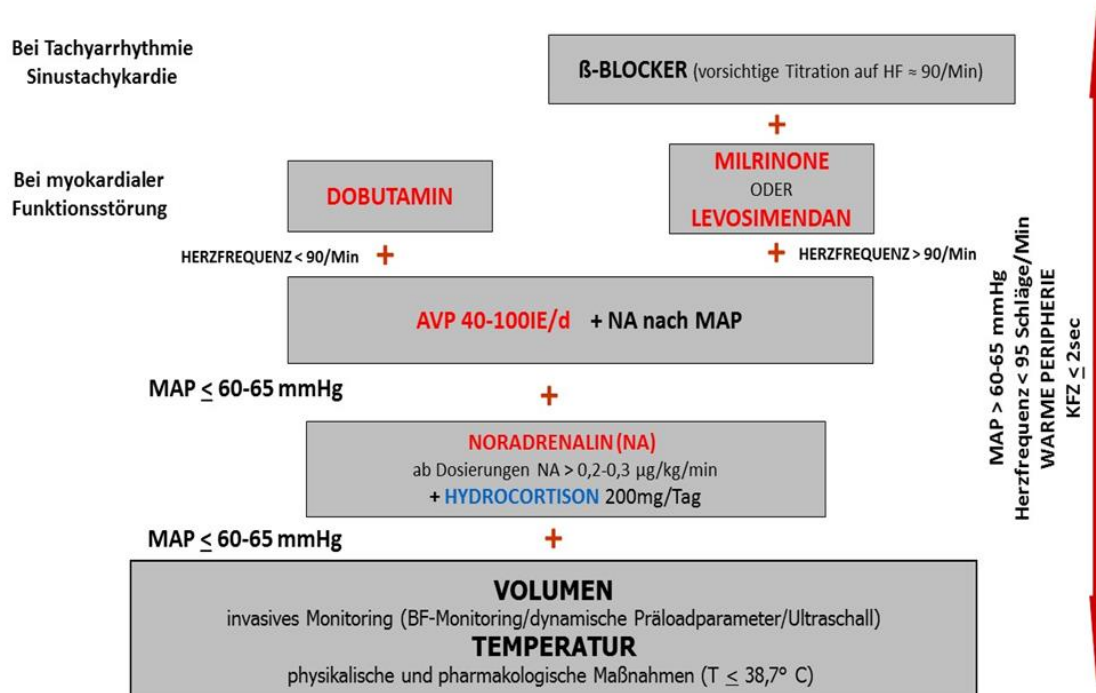 Bei Tachyarrhythmie
Sinustachykardie
ß-BLOCKER (vorsichtige Titration auf HF ≈ 90/Min)
+
Bei myokardialer
Funktionsstörung
DOBUTAMIN
MILRINONE
ODER
LEVOSIMENDAN
HERZFREQUENZ < 90/Min +
+ HERZFREQUENZ > 90/Min
AVP 40-100IE/d + NA nach MAP
MAP ≤ 60-65 mmHg
+
NORADRENALIN (NA)
ab Dosierungen NA > 0,2-0,3 µg/kg/min
+ HYDROCORTISON 200mg/Tag
MAP ≤ 60-65 mmHg
+
VOLUMEN
invasives Monitoring (BF-Monitoring/dynamische Präloadparameter/Ultraschall)
TEMPERATUR
physikalische und pharmakologische Maßnahmen (T ≤ 38,7° C)
MAP > 60-65 mmHg
Herzfrequenz < 95 Schläge/Min
WARME PERIPHERIE
KFZ ≤ 2sec